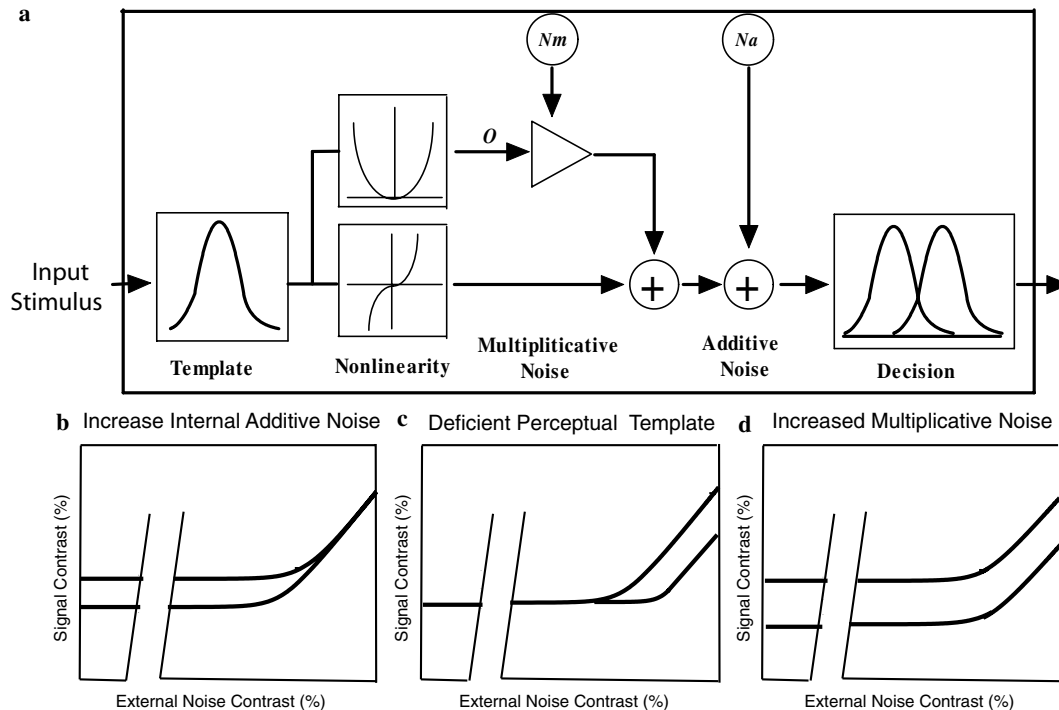 a
Nm
Na
O
Input
Stimulus
Template
Nonlinearity
Multipliticative
Noise
Additive
Noise
Decision
b Increase Internal Additive Noise
Signal Contrast (%)
External Noise Contrast (%)
c Deficient Perceptual Template
Signal Contrast (%)
External Noise Contrast (%)
d Increased Multiplicative Noise
Signal Contrast (%)
External Noise Contrast (%)